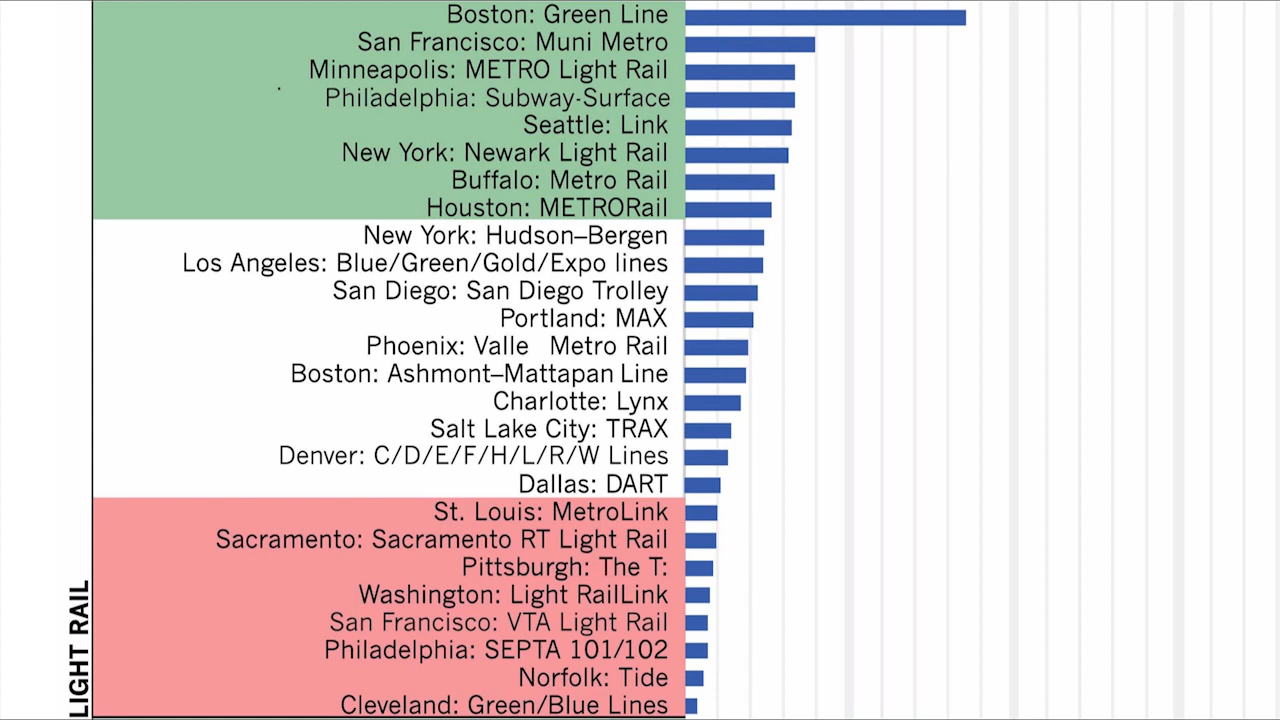 Boston: Green Line
San Francisco: Muni Metro
Minneapolis: METRO Light Rail
Philadelphia: Subway-Surface
Seattle: Link
New York: Newark Light Rail
Buffalo: Metro Rail
Houston: METRORail
New York: Hudson–Bergen
Los Angeles: Blue/Green/Gold/Expo lines
San Diego: San Diego Trolley
Portland: MAX
Phoenix: Valle Metro Rail
Boston: Ashmont–Mattapan Line
Charlotte: Lynx
Salt Lake City: TRAX
Denver: C/D/E/F/H/L/R/W Lines
Dallas: DART
St. Louis: MetroLink
Sacramento: Sacramento RT Light Rail
Pittsburgh: The T:
Washington: Light RailLink
San Francisco: VTA Light Rail
Philadelphia: SEPTA 101/102
Norfolk: Tide
Cleveland: Green/Blue Lines
LIGHT RAIL